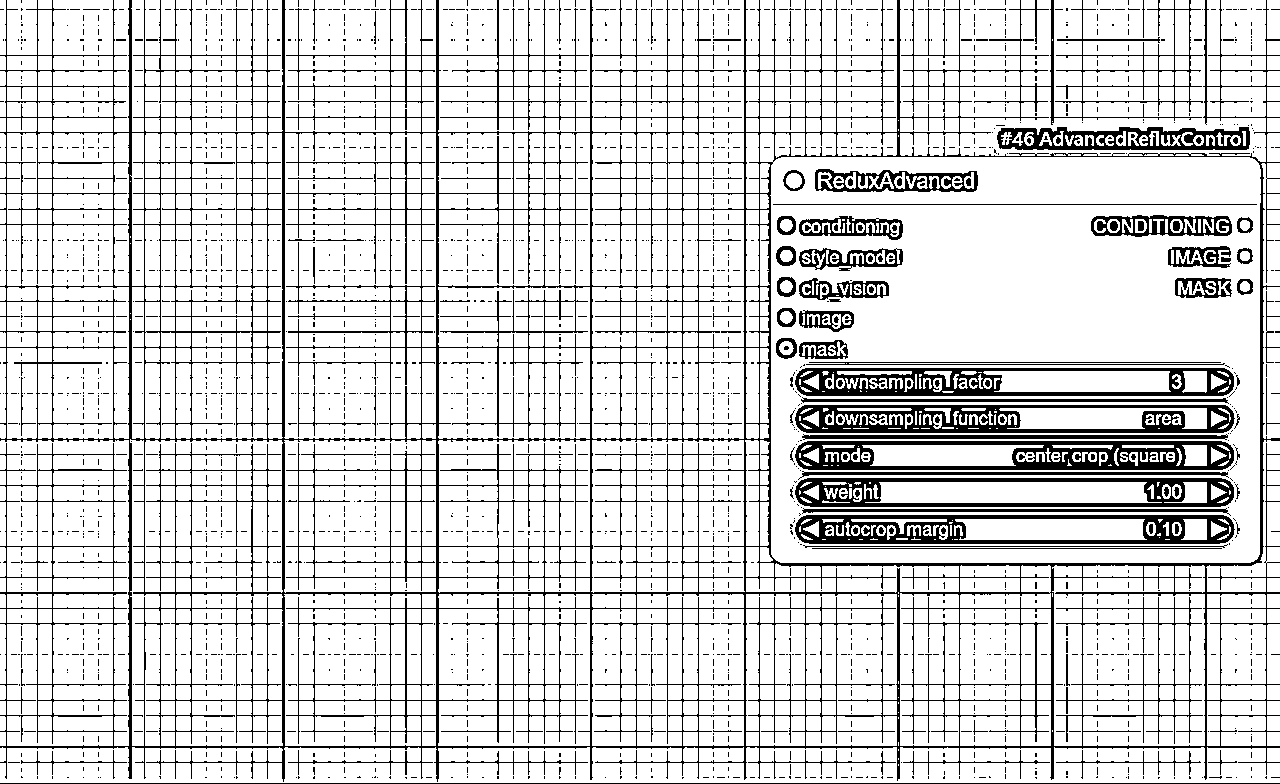 #46 AdvancedRefluxControl
ReduxAdvanced
conditioning CONDITIONING
style_model IMAGE
clip_vision MASK
image
mask
downsampling_factor 3
downsampling_function area
mode center crop (square)
weight 1.00
autocrop_margin 0.10